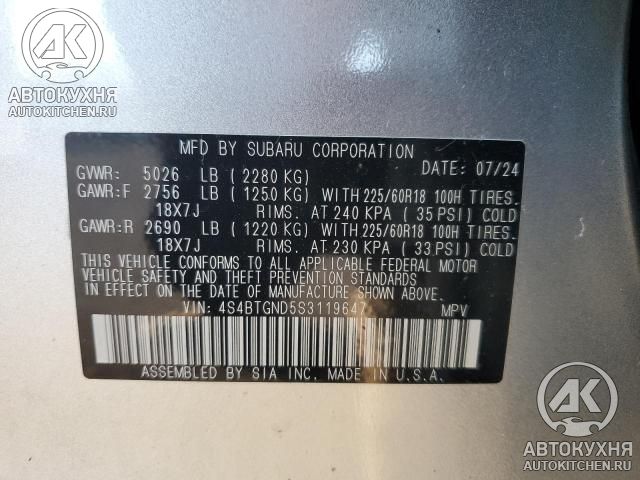 AK
АВТОКУХНЯ
AUTOKITCHEN.RU
MFD BY SUBARU CORPORATION
GVWR: 5026 LB ( 2280 KG) DATE: 07/24
GAWR:F 2756 LB ( 1250 KG) WITH 225/60R18 100H TIRES.
18X7J RIMS. AT 240 KPA ( 35 PSI) COLD
GAWR:R 2690 LB ( 1220 KG) WITH 225/60R18 100H TIRES.
18X7J RIMS. AT 230 KPA ( 33 PSI) COLD
THIS VEHICLE CONFORMS TO ALL APPLICABLE FEDERAL MOTOR
VEHICLE SAFETY AND THEFT PREVENTION STANDARDS
IN EFFECT ON THE DATE OF MANUFACTURE SHOWN ABOVE.
VIN: 4S4BTGND5S3119647 MPV
ASSEMBLED BY SIA INC. MADE IN U.S.A.
AK
АВТОКУХНЯ
AUTOKITCHEN.RU